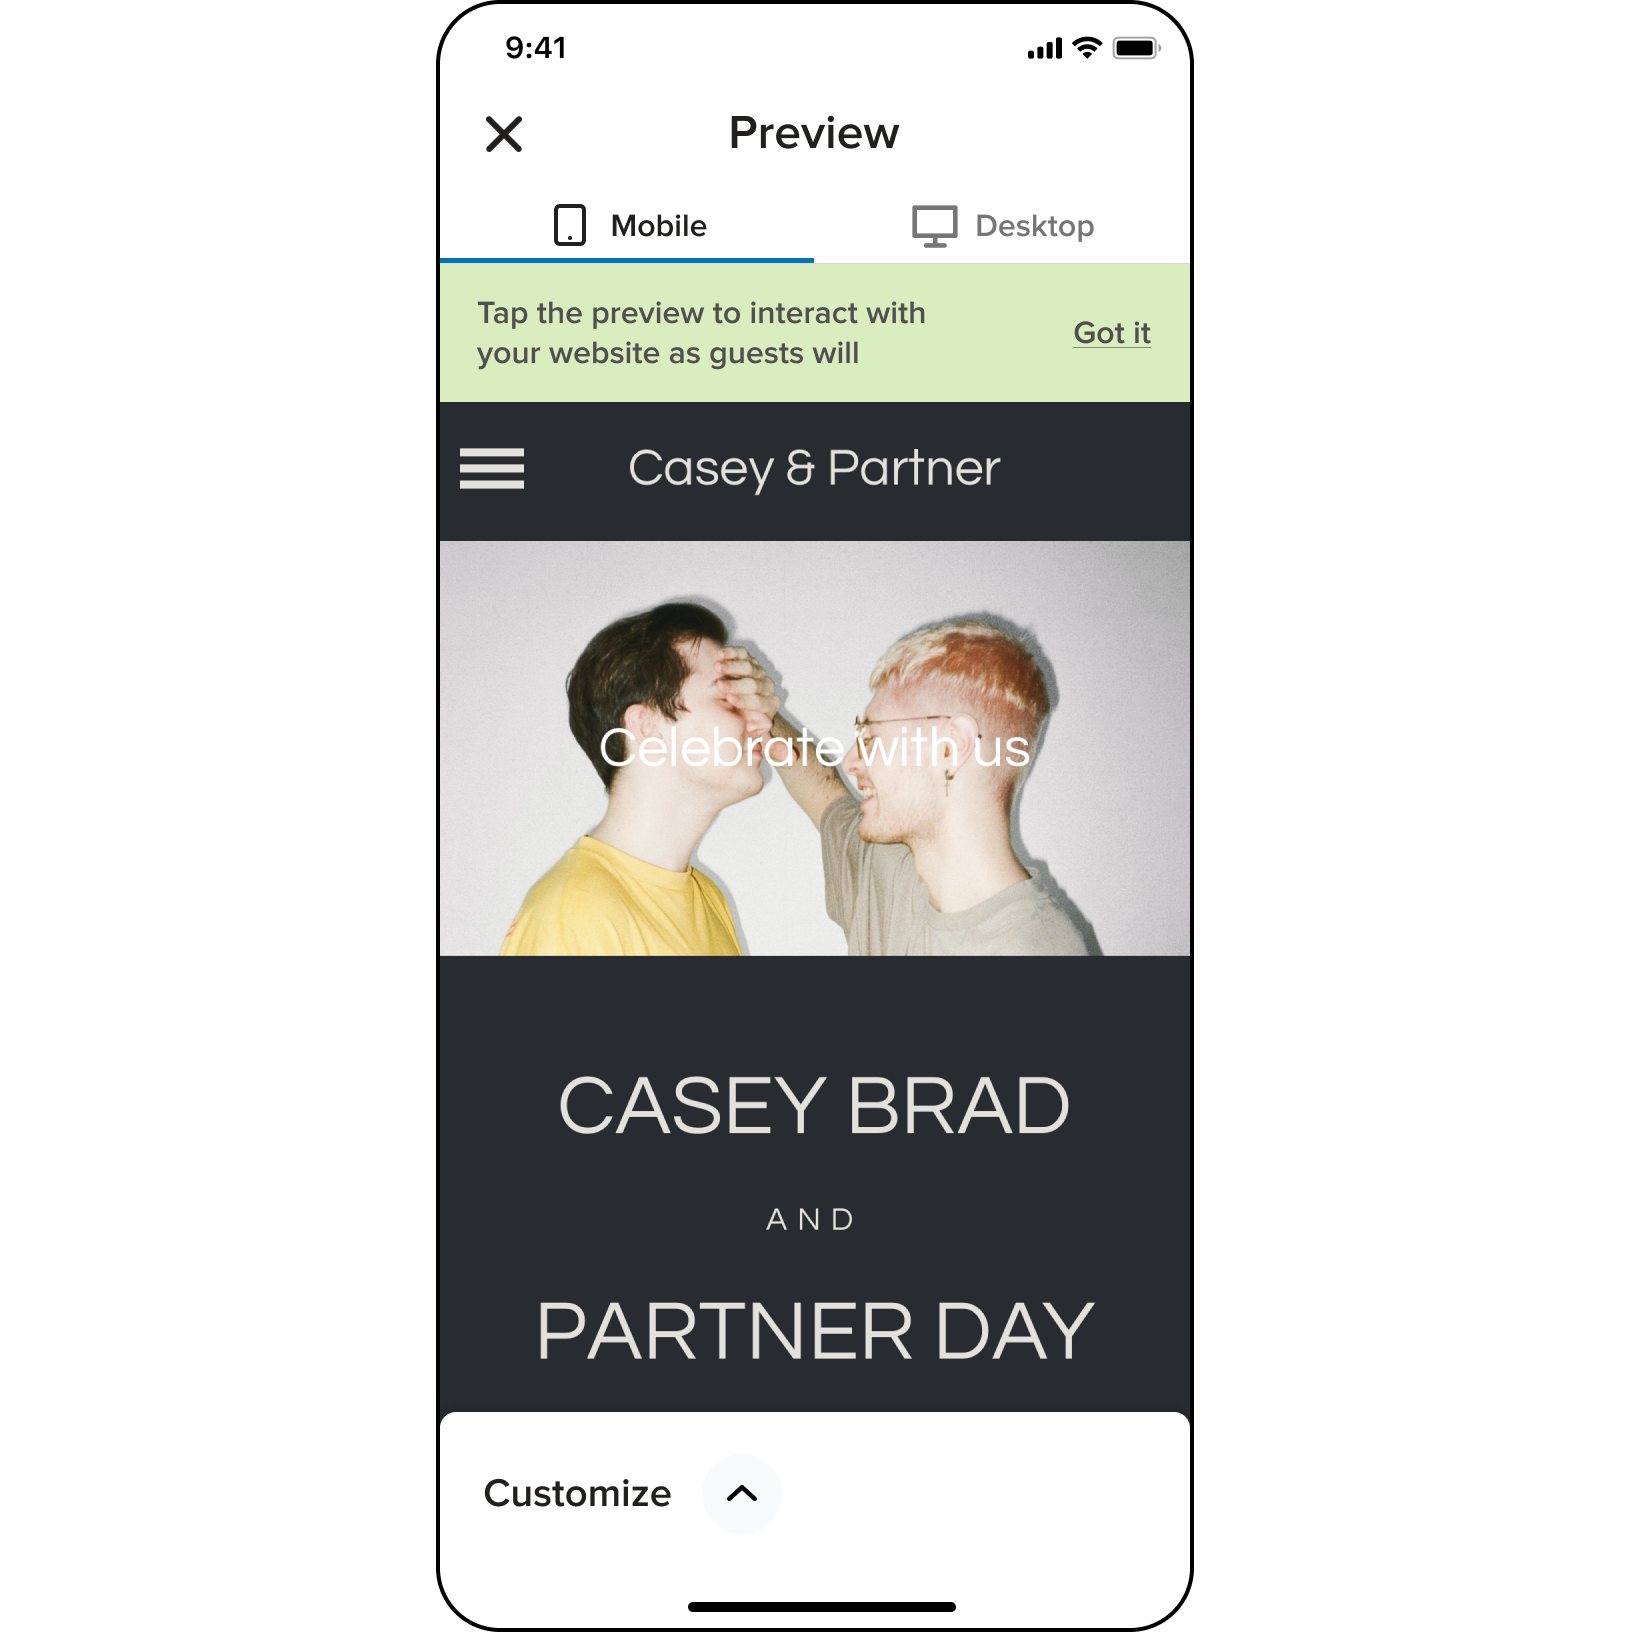 9:41
Preview
Mobile
Desktop
Tap the preview to interact with
your website as guests will
Got it
Casey & Partner
Celebrate with us
CASEY BRAD
AND
PARTNER DAY
Customize